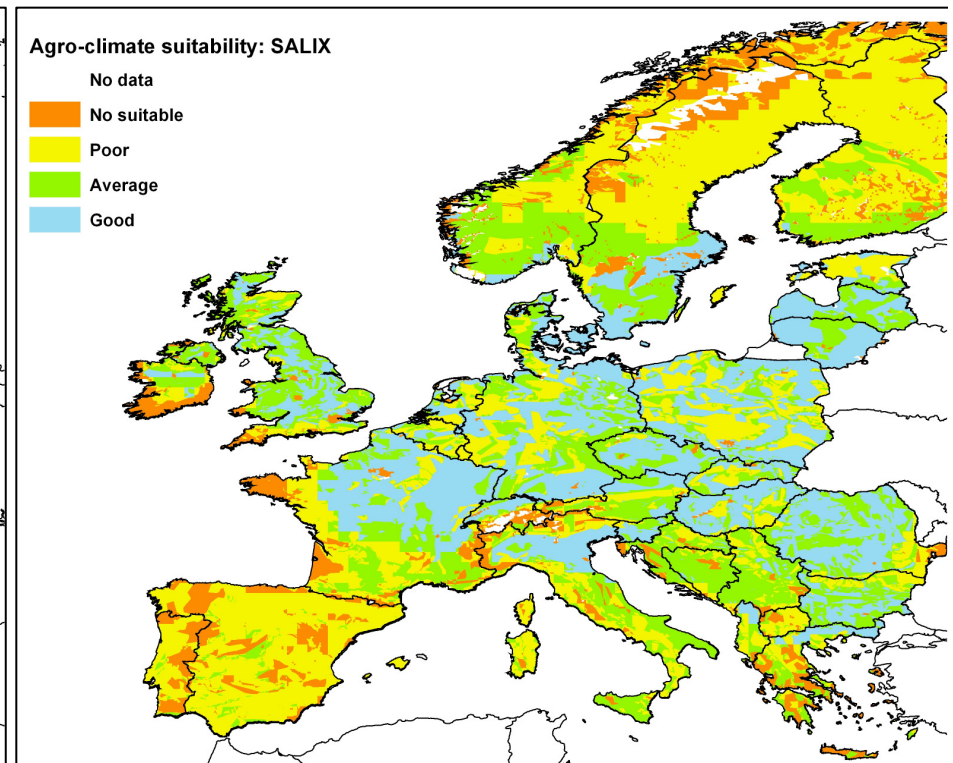 Agro-climate suitability: SALIX
No data
No suitable
Poor
Average
Good